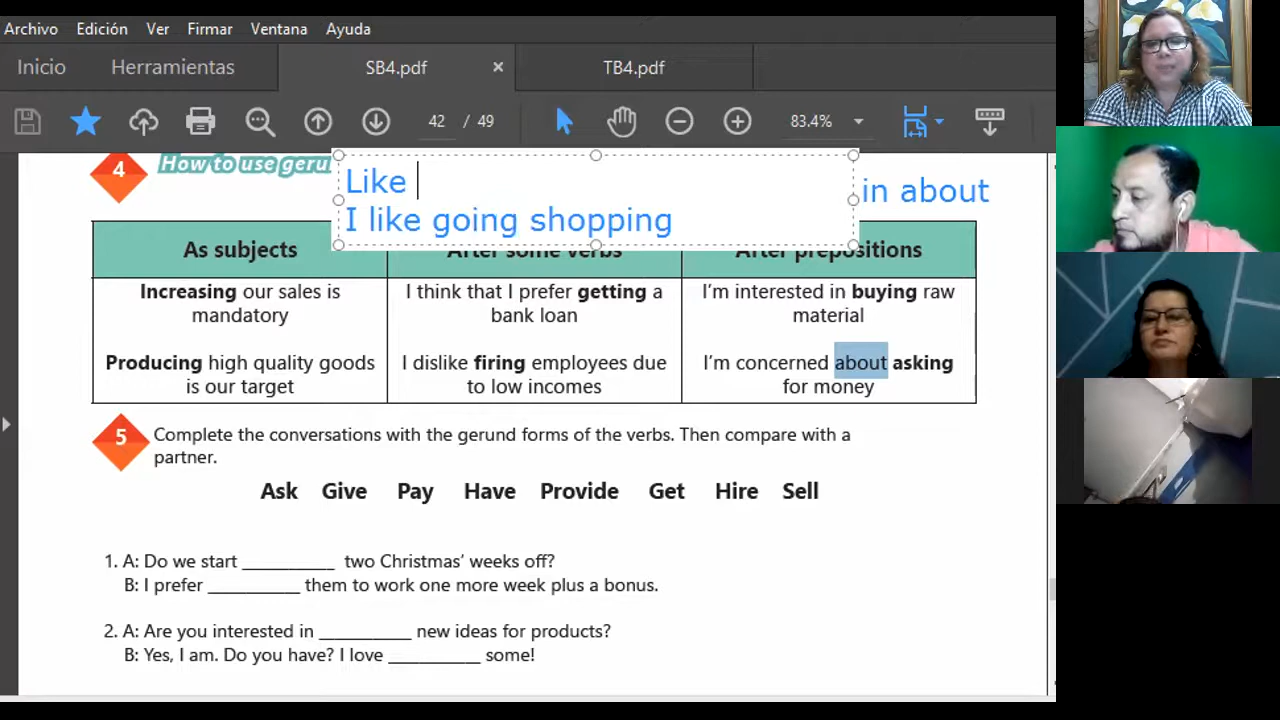 Archivo Edición Ver Firmar Ventana Ayuda
Inicio Herramientas SB4.pdf × TB4.pdf
42 / 49 83.4%
4 How to use
Like
in about
I like going shopping
As subjects After some verbs After prepositions
Increasing our sales is mandatory
I think that I prefer getting a bank loan
I'm interested in buying raw material
Producing high quality goods is our target
I dislike firing employees due to low incomes
I'm concerned about asking for money
5 Complete the conversations with the gerund forms of the verbs. Then compare with a
partner.
Ask Give Pay Have Provide Get Hire Sell
1. A: Do we start __________ two Christmas' weeks off?
B: I prefer __________ them to work one more week plus a bonus.
2. A: Are you interested in __________ new ideas for products?
B: Yes, I am. Do you have? I love __________ some!